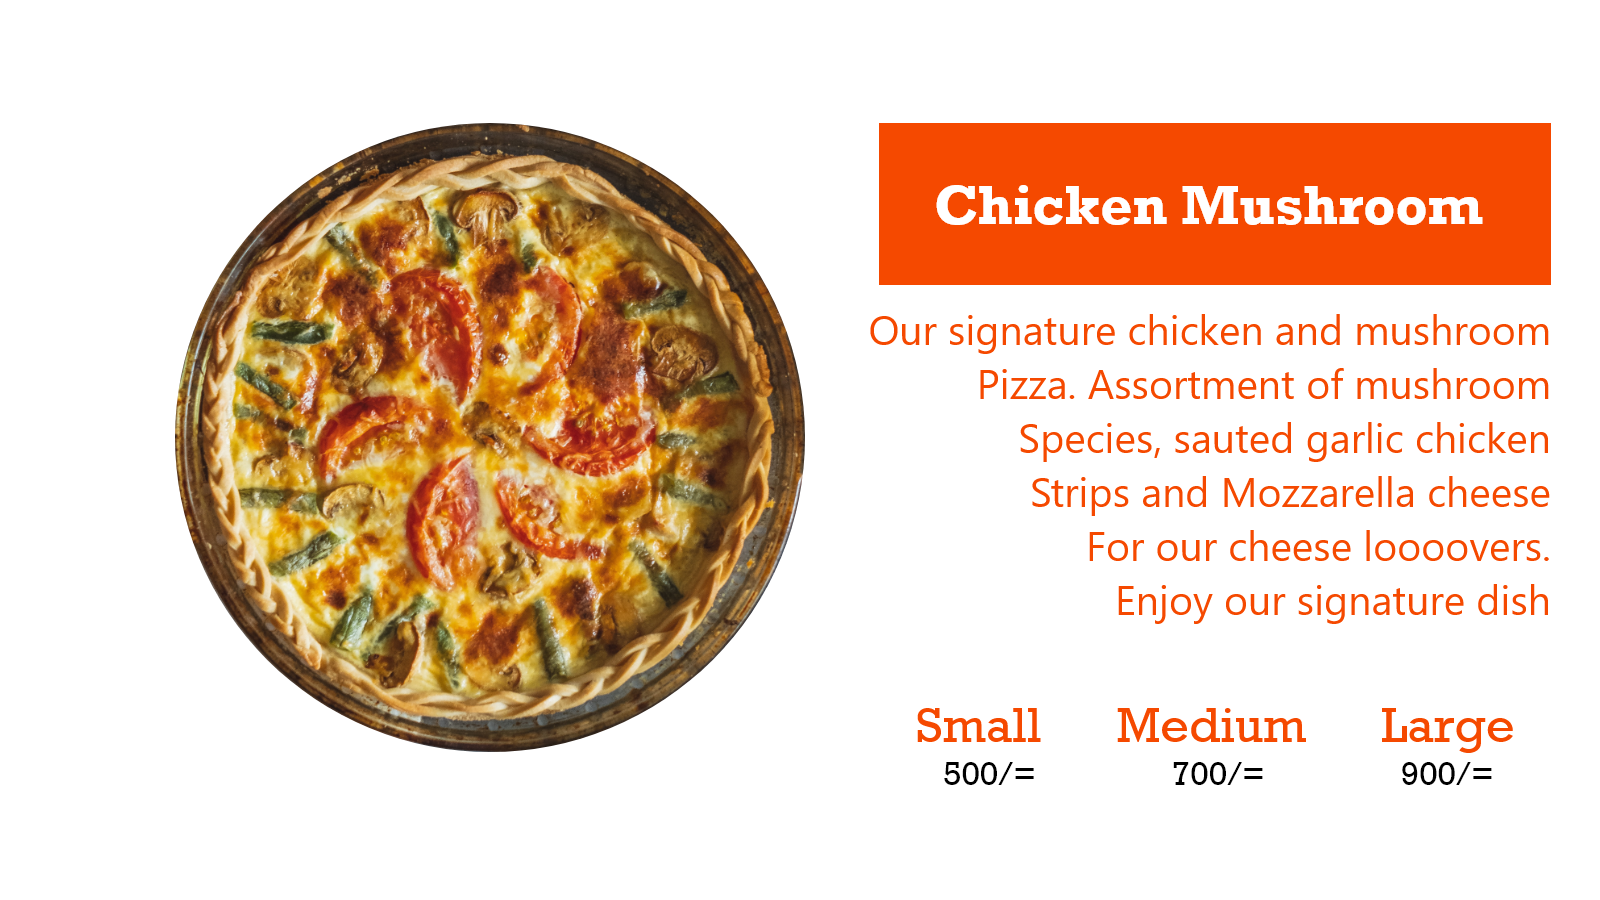 Chicken Mushroom
Our signature chicken and mushroom
Pizza. Assortment of mushroom
Species, sauted garlic chicken
Strips and Mozzarella cheese
For our cheese loooovers.
Enjoy our signature dish
Small Medium Large
500/= 700/= 900/=